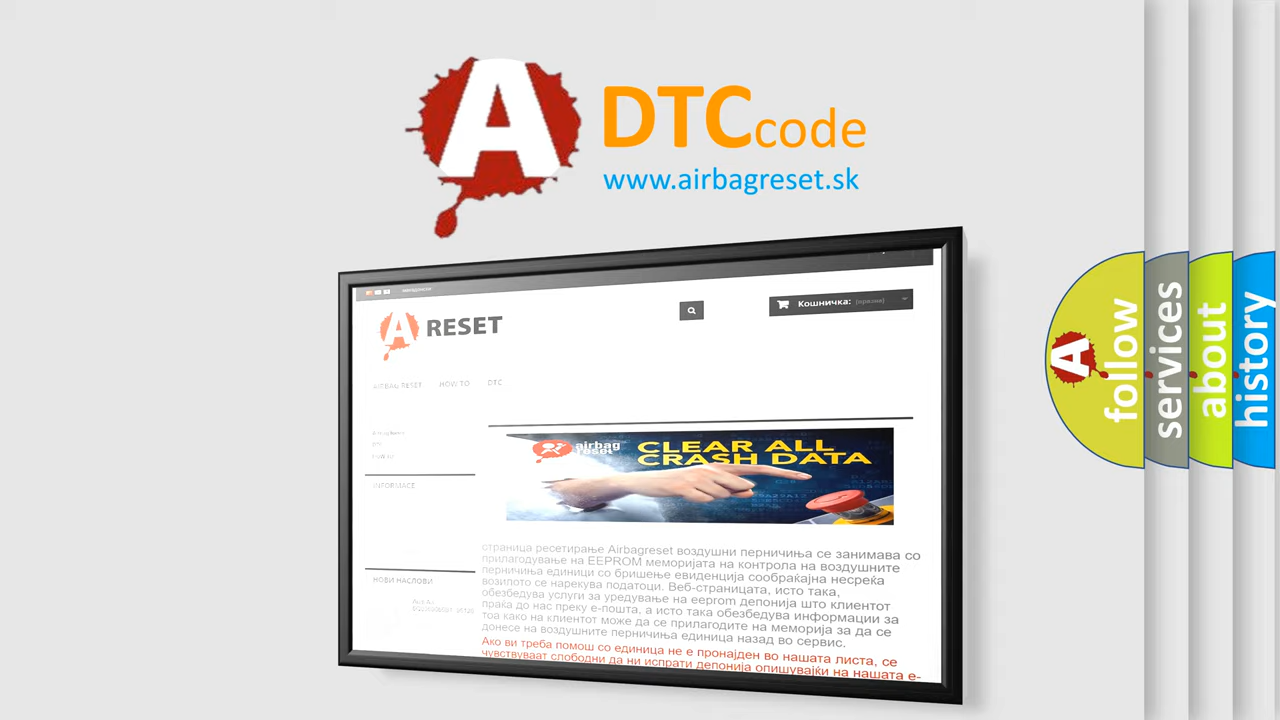 A
DTCcode
www.airbagreset.sk
Кошничка: (празни)
A RESET
AIRBAG RESET HOW TO DTC
airbag
reset
CLEAR ALL
CRASH DATA
INFORMACE
НОВИ НАСЛОВИ
страница ресетирање Airbagreset воздушни перничиња се занимава со
прилагодување на EEPROM меморијата на контрола на воздушните
перничиња единици со бришење евиденција сообраќајна несреќа
возилото се нарекува податоци. Веб-страницата, исто така,
обезбедува услуги за уредување на eeprom депонија што клиентот
праќа до нас преку е-пошта, а исто така обезбедува информации за
тоа како на клиентот може да се прилагодите на меморија за да се
донесе на воздушните перничиња единица назад во сервис.
Ако ви треба помош со единица не е пронајден во нашата листа, се
чувствуваат слободни да ни испрати депонија опишувајќи на нашата е-
A
follow
services
about
history